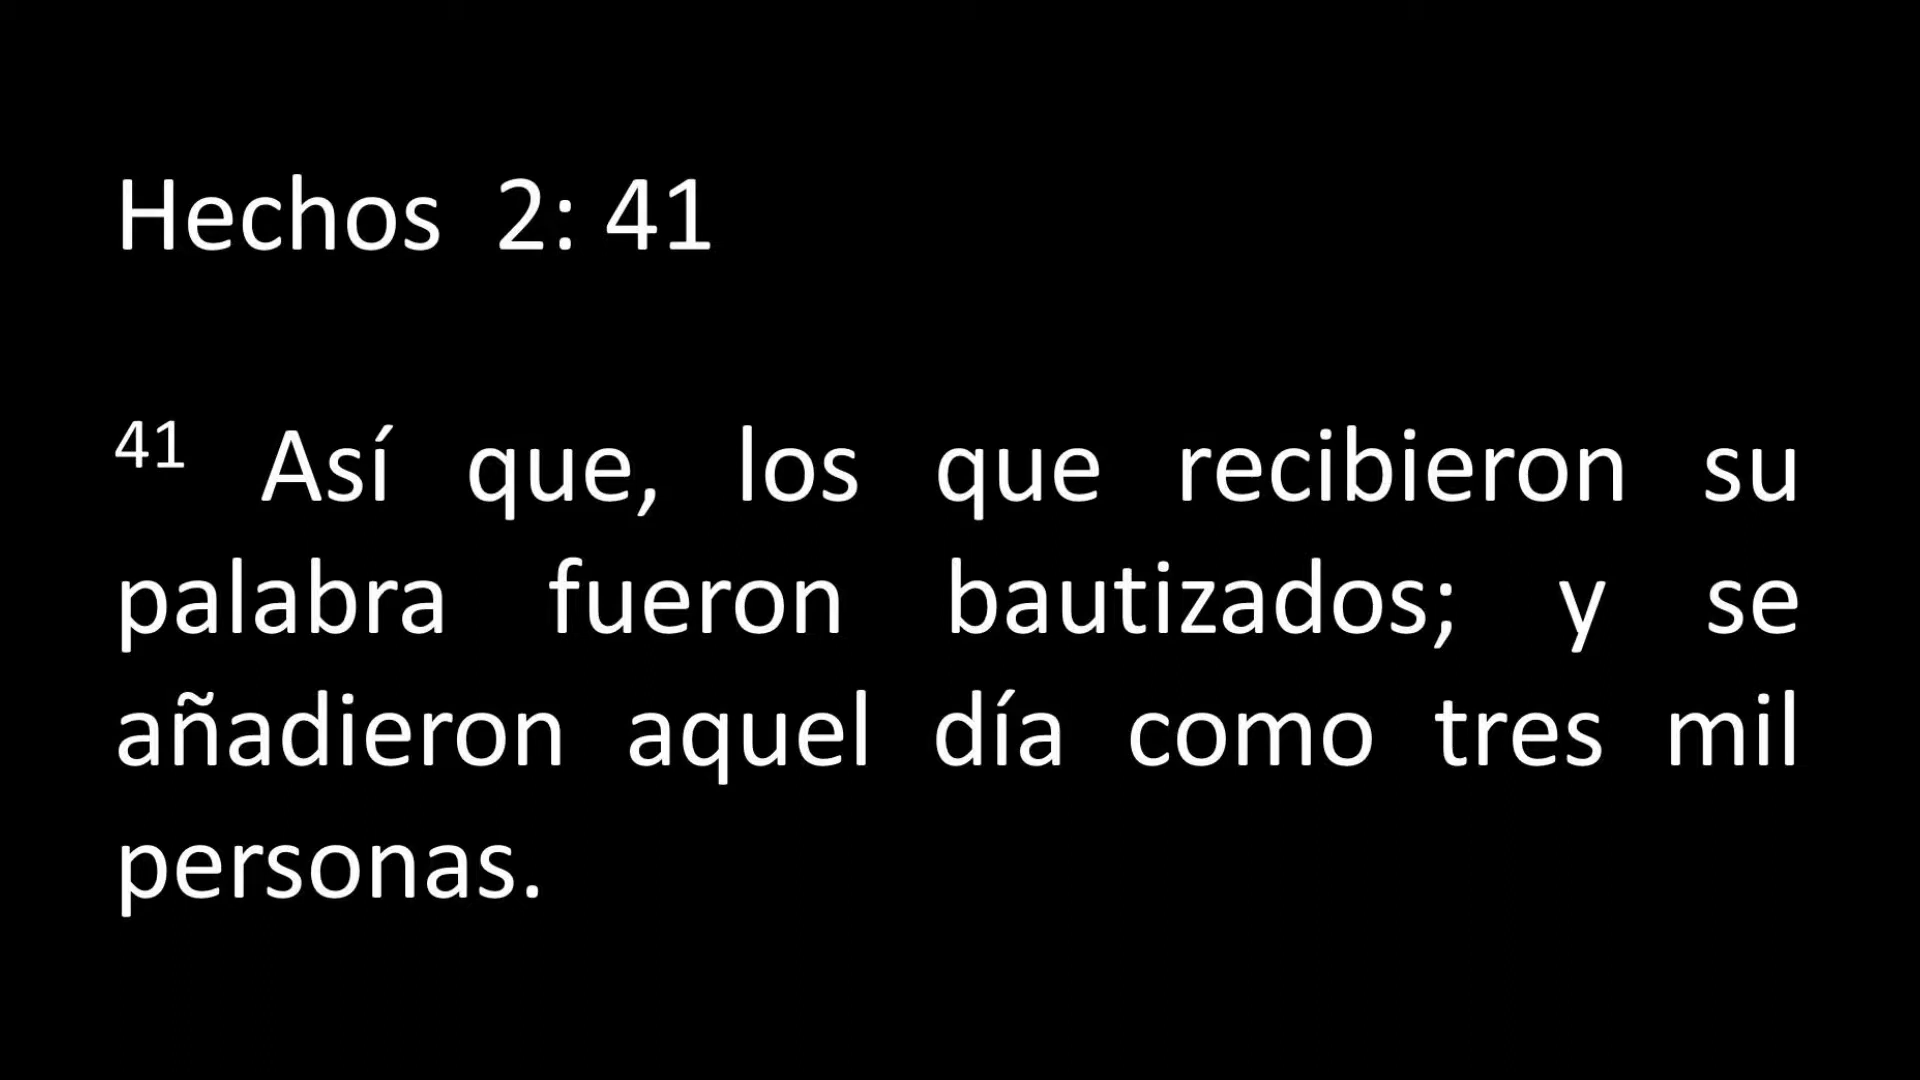 Hechos 2: 41
41 Así que, los que recibieron su
palabra fueron bautizados; y se
añadieron aquel día como tres mil
personas.